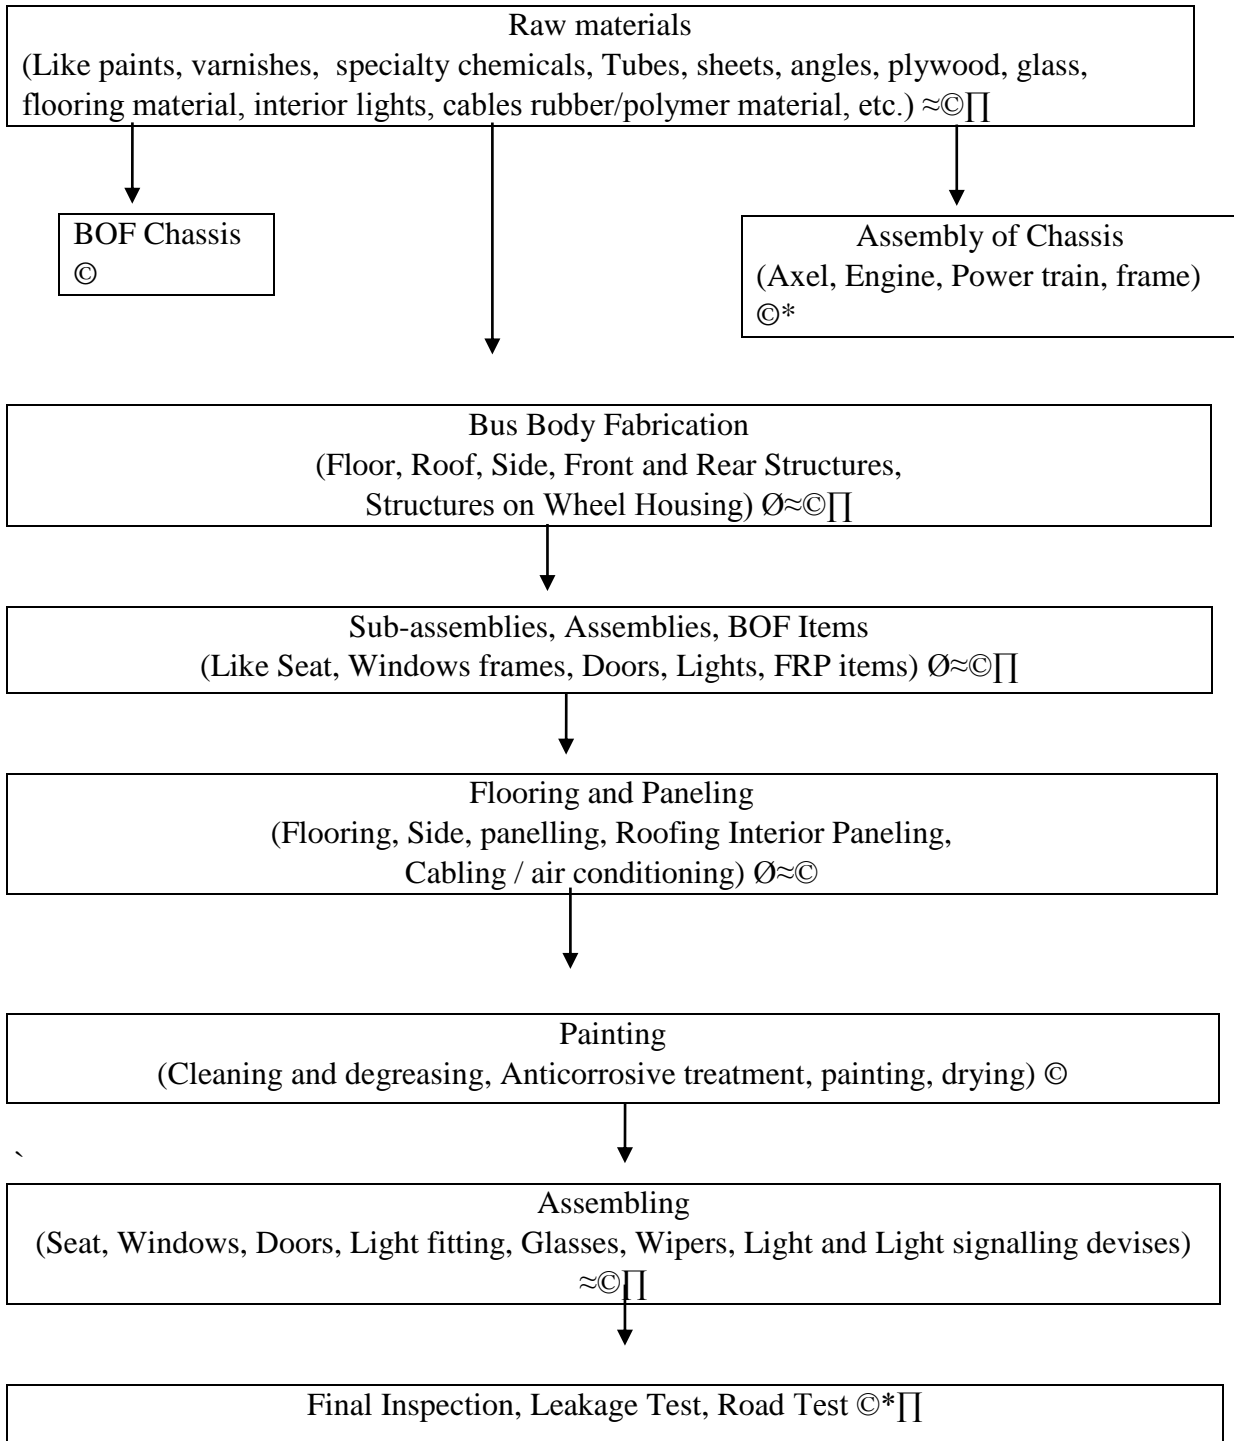 Raw materials
(Like paints, varnishes, specialty chemicals, Tubes, sheets, angles, plywood, glass,
flooring material, interior lights, cables rubber/polymer material, etc.) ≈©∏
BOF Chassis
©
Assembly of Chassis
(Axel, Engine, Power train, frame)
©*
Bus Body Fabrication
(Floor, Roof, Side, Front and Rear Structures,
Structures on Wheel Housing) Ø≈©∏
Sub-assemblies, Assemblies, BOF Items
(Like Seat, Windows frames, Doors, Lights, FRP items) Ø≈©∏
Flooring and Paneling
(Flooring, Side, panelling, Roofing Interior Paneling,
Cabling / air conditioning) Ø≈©
Painting
(Cleaning and degreasing, Anticorrosive treatment, painting, drying) ©
`
Assembling
(Seat, Windows, Doors, Light fitting, Glasses, Wipers, Light and Light signalling devises)
≈©∏
Final Inspection, Leakage Test, Road Test ©*∏